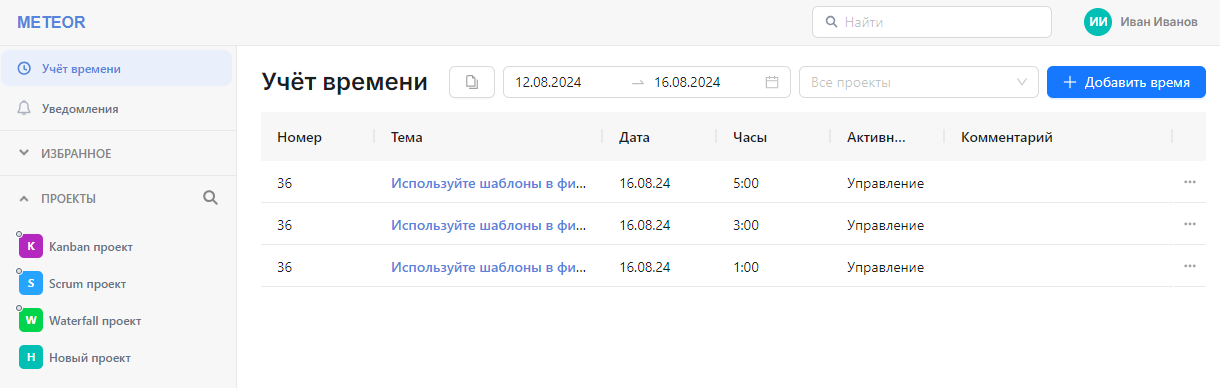 METEOR
Найти
ИИ Иван Иванов
Учёт времени
Уведомления
ИЗБРАННОЕ
ПРОЕКТЫ
K Kanban проект
S Scrum проект
W Waterfall проект
Н Новый проект
Учёт времени
12.08.2024 → 16.08.2024
Все проекты
+ Добавить время
Номер Тема Дата Часы Активн... Комментарий
36 Используйте шаблоны в фи... 16.08.24 5:00 Управление ...
36 Используйте шаблоны в фи... 16.08.24 3:00 Управление ...
36 Используйте шаблоны в фи... 16.08.24 1:00 Управление ...